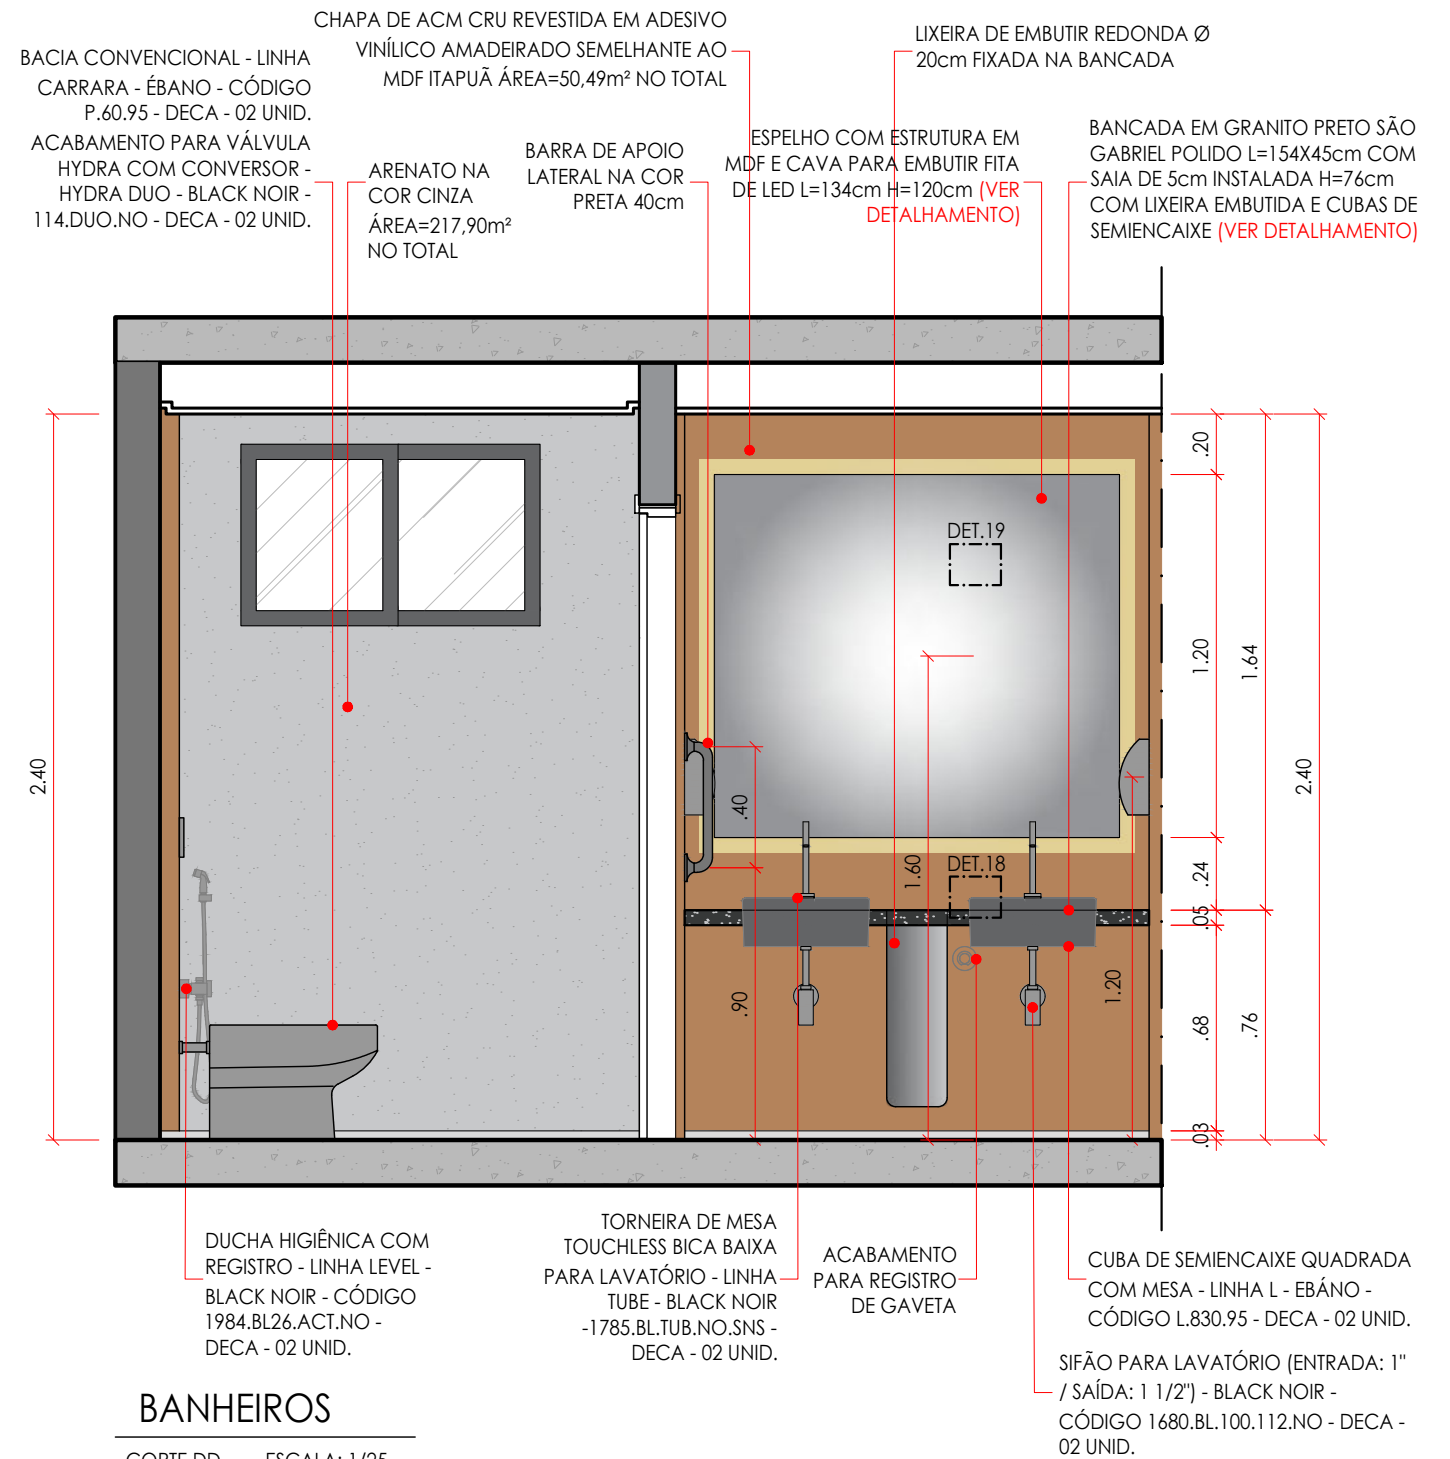 CHAPA DE ACM CRU REVESTIDA EM ADESIVO
VINÍLICO AMADEIRADO SEMELHANTE AO
MDF ITAPUÃ ÁREA=50,49m² NO TOTAL
LIXEIRA DE EMBUTIR REDONDA Ø
20cm FIXADA NA BANCADA
BACIA CONVENCIONAL - LINHA
CARRARA - ÉBANO - CÓDIGO
P.60.95 - DECA - 02 UNID.
ACABAMENTO PARA VÁLVULA
HYDRA COM CONVERSOR -
HYDRA DUO - BLACK NOIR -
114.DUO.NO - DECA - 02 UNID.
ARENATO NA
COR CINZA
ÁREA=217,90m²
NO TOTAL
BARRA DE APOIO
LATERAL NA COR
PRETA 40cm
ESPELHO COM ESTRUTURA EM
MDF E CAVA PARA EMBUTIR FITA
DE LED L=134cm H=120cm (VER
DETALHAMENTO)
BANCADA EM GRANITO PRETO SÃO
GABRIEL POLIDO L=154X45cm COM
SAIA DE 5cm INSTALADA H=76cm
COM LIXEIRA EMBUTIDA E CUBAS DE
SEMIENCAIXE (VER DETALHAMENTO)
2.40
DET.19
DET.18
.40
.90
1.60
1.20
.20
1.20
.24
.05
.68
.03
1.64
.76
2.40
DUCHA HIGIÊNICA COM
REGISTRO - LINHA LEVEL -
BLACK NOIR - CÓDIGO
1984.BL26.ACT.NO -
DECA - 02 UNID.
TORNEIRA DE MESA
TOUCHLESS BICA BAIXA
PARA LAVATÓRIO - LINHA
TUBE - BLACK NOIR
-1785.BL.TUB.NO.SNS -
DECA - 02 UNID.
ACABAMENTO
PARA REGISTRO
DE GAVETA
CUBA DE SEMIENCAIXE QUADRADA
COM MESA - LINHA L - EBÁNO -
CÓDIGO L.830.95 - DECA - 02 UNID.
SIFÃO PARA LAVATÓRIO (ENTRADA: 1"
/ SAÍDA: 1 1/2") - BLACK NOIR -
CÓDIGO 1680.BL.100.112.NO - DECA -
02 UNID.
BANHEIROS
CORTE DD ESCALA: 1/25